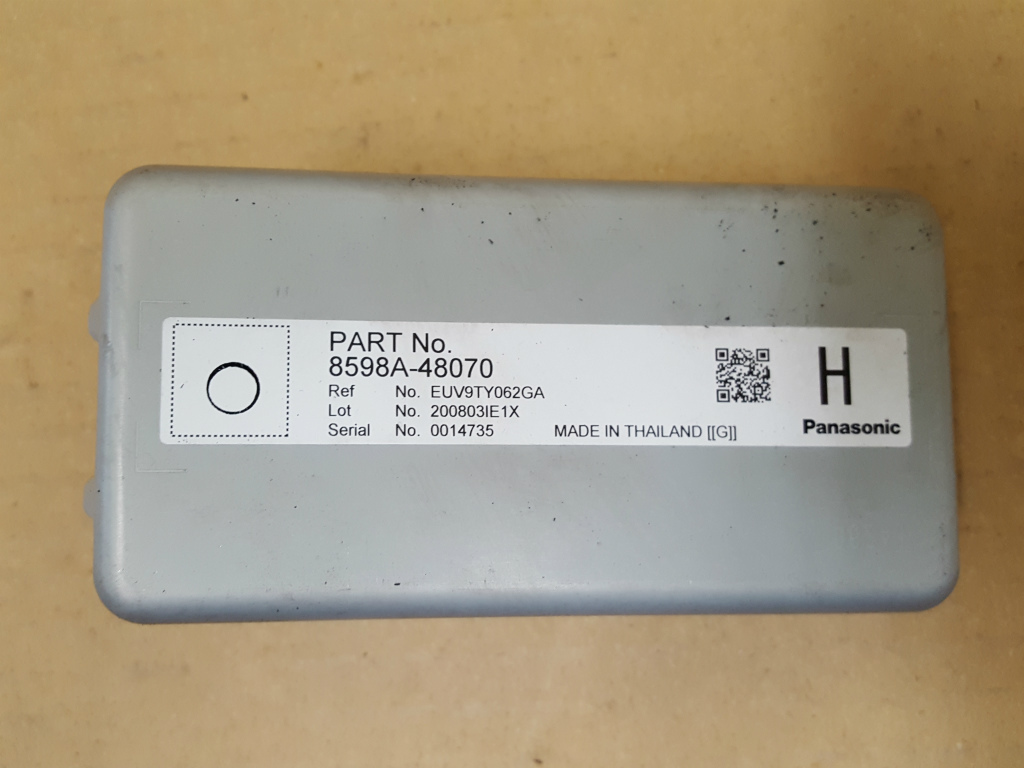 PART No.
8598A-48070
Ref No. EUV9TY062GA
Lot No. 200803IE1X
Serial No. 0014735
MADE IN THAILAND [[G]]
H
Panasonic